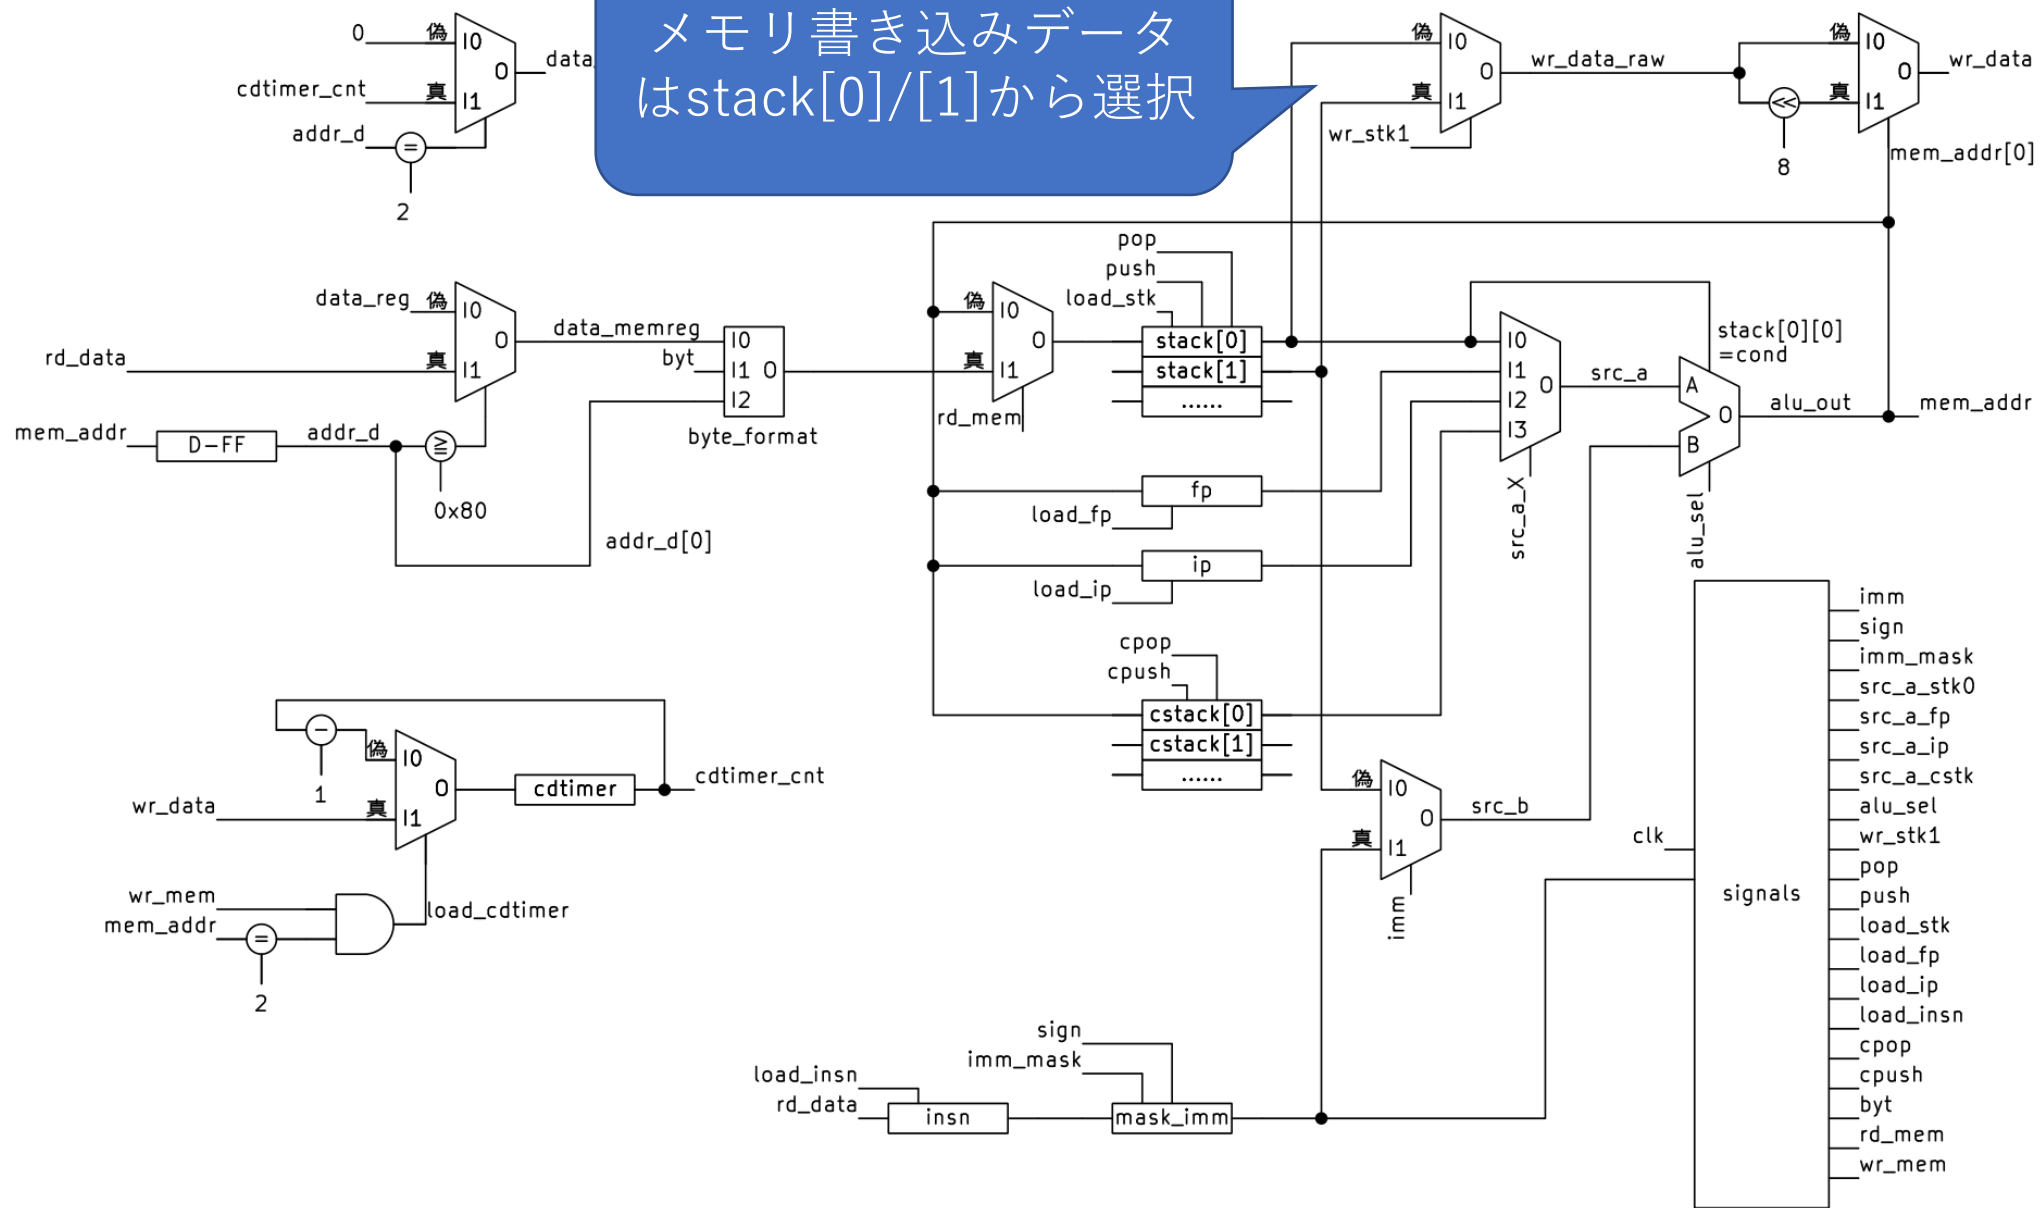 メモリ書き込みデータ
はstack[0]/[1]から選択
0
偽
I0
cdtimer_cnt
真
I1
O
data_
addr_d
=
2
偽
I0
真
I1
O
wr_stk1
wr_data_raw
<<
8
偽
I0
真
I1
O
wr_data
mem_addr[0]
data_reg
偽
I0
rd_data
真
I1
O
data_memreg
byt
I0
I1
I2
O
byte_format
mem_addr
D-FF
addr_d
≧
0x80
addr_d[0]
偽
I0
真
I1
O
rd_mem
pop
push
load_stk
stack[0]
stack[1]
......
fp
load_fp
ip
load_ip
cpop
cpush
cstack[0]
cstack[1]
......
I0
I1
I2
I3
O
src_a_X
src_a
stack[0][0]
=cond
A
B
O
alu_sel
alu_out
mem_addr
偽
I0
真
I1
O
imm
src_b
-
1
偽
I0
wr_data
真
I1
O
cdtimer
cdtimer_cnt
wr_mem
mem_addr
=
2
load_cdtimer
load_insn
rd_data
insn
sign
imm_mask
mask_imm
clk
signals
imm
sign
imm_mask
src_a_stk0
src_a_fp
src_a_ip
src_a_cstk
alu_sel
wr_stk1
pop
push
load_stk
load_fp
load_ip
load_insn
cpop
cpush
byt
rd_mem
wr_mem